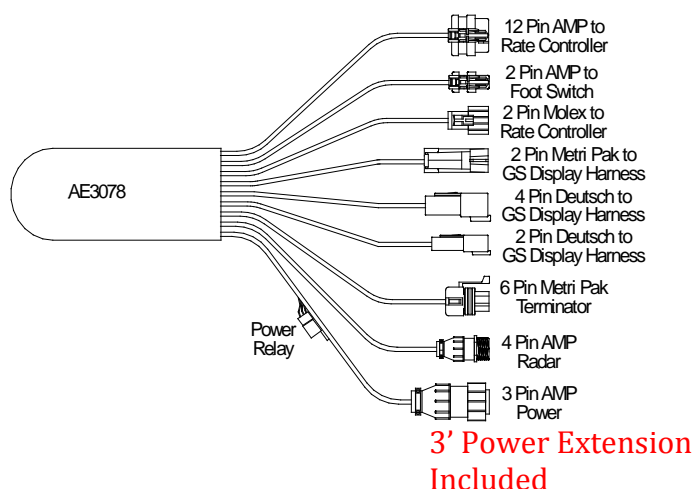 12 Pin AMP to
Rate Controller
2 Pin AMP to
Foot Switch
2 Pin Molex to
Rate Controller
2 Pin Metri Pak to
GS Display Harness
AE3078
4 Pin Deutsch to
GS Display Harness
2 Pin Deutsch to
GS Display Harness
6 Pin Metri Pak
Terminator
Power
Relay
4 Pin AMP
Radar
3 Pin AMP
Power
3’ Power Extension
Included